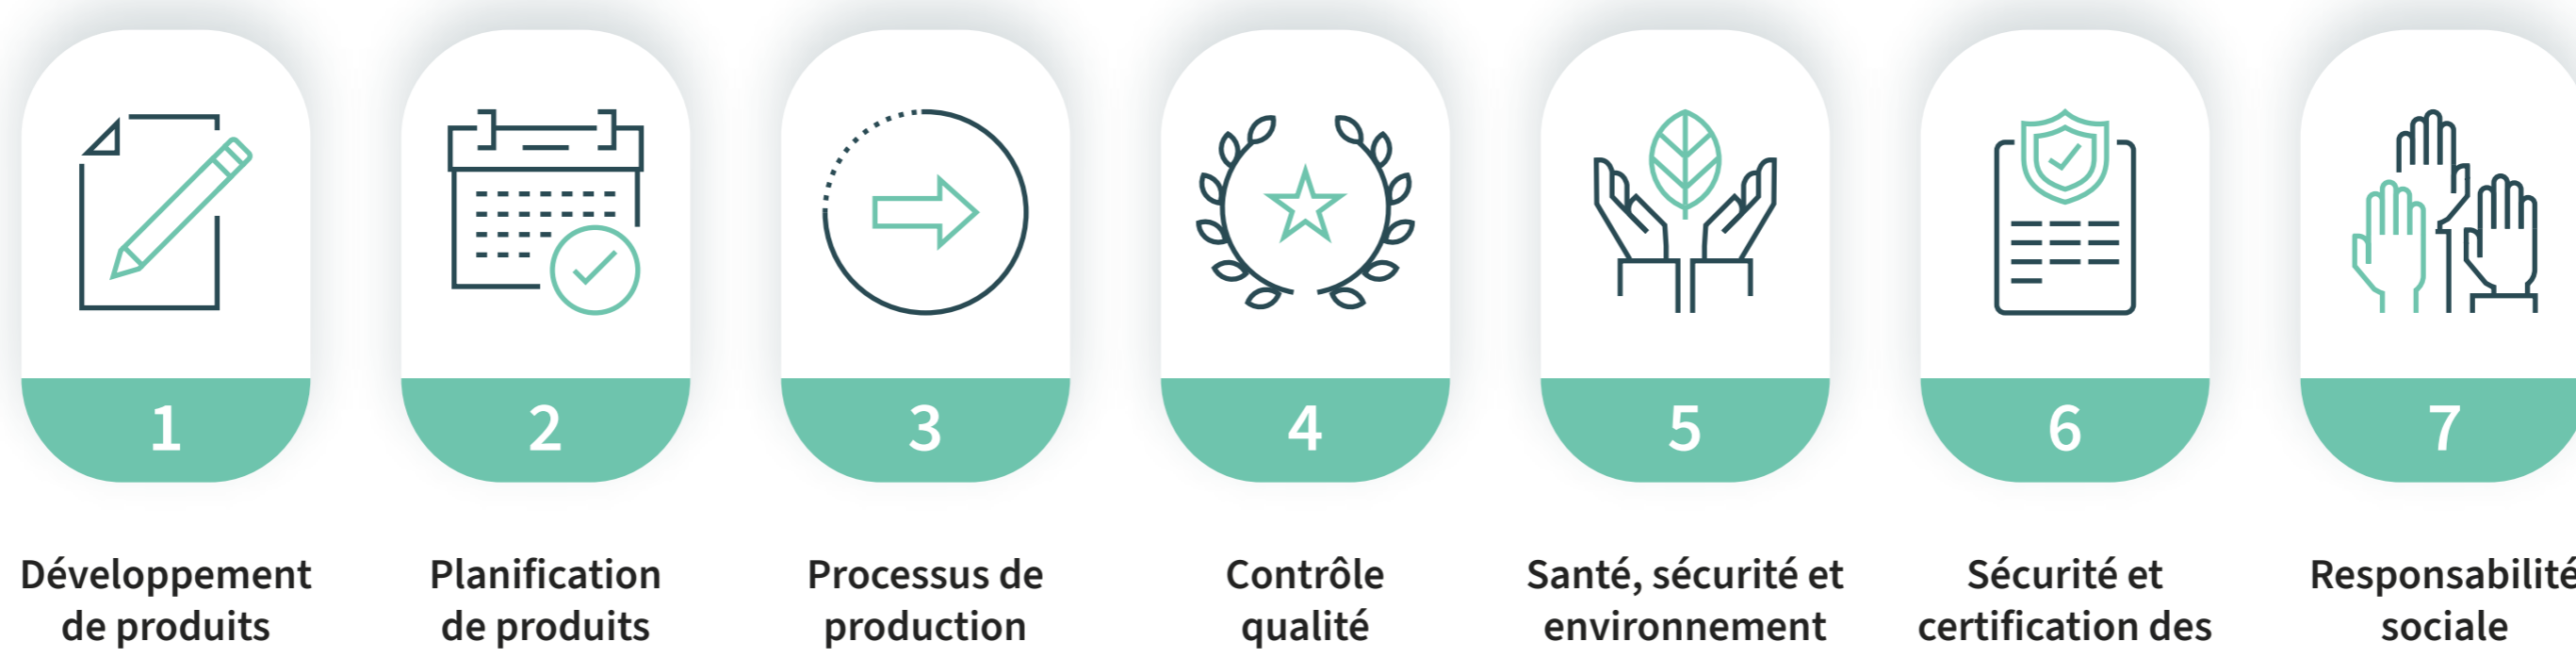 1
2
3
4
5
6
7
Développement
de produits
Planification
de produits
Processus de
production
Contrôle
qualité
Santé, sécurité et
environnement
Sécurité et
certification des
Responsabilité
sociale